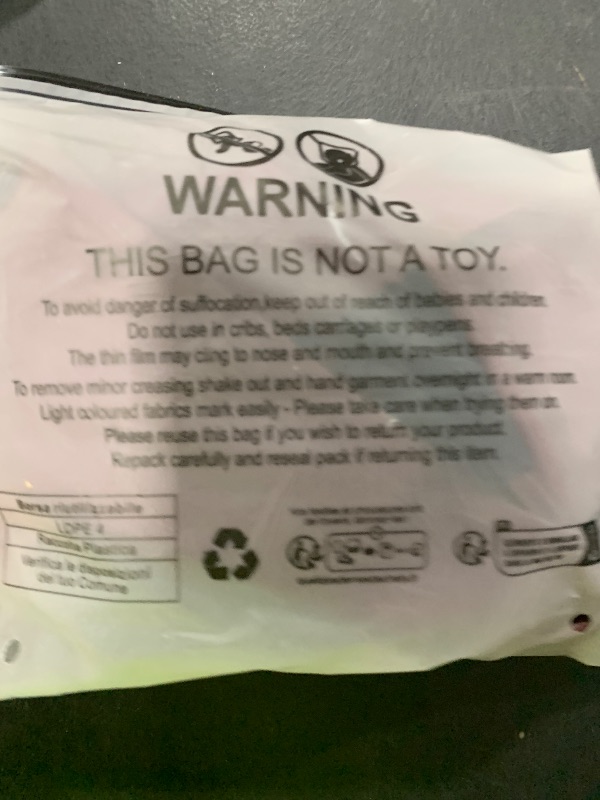 WARNING
THIS BAG IS NOT A TOY.
To avoid danger of suffocation,keep out of reach of babies and children.
Do not use in cribs, beds carriages or playpens.
The thin film may cling to nose and mouth and prevent breathing.
To remove minor creasing shake out and hand garment overnight in a warm room.
Light coloured fabrics mark easily - Please take care when trying them on.
Please reuse this bag if you wish to return your product.
Repack carefully and reseal pack if returning this item.
Borsa riutilizzabile
LDPE 4
Raccolta Plastica
Verifica le disposizioni
del tuo Comune